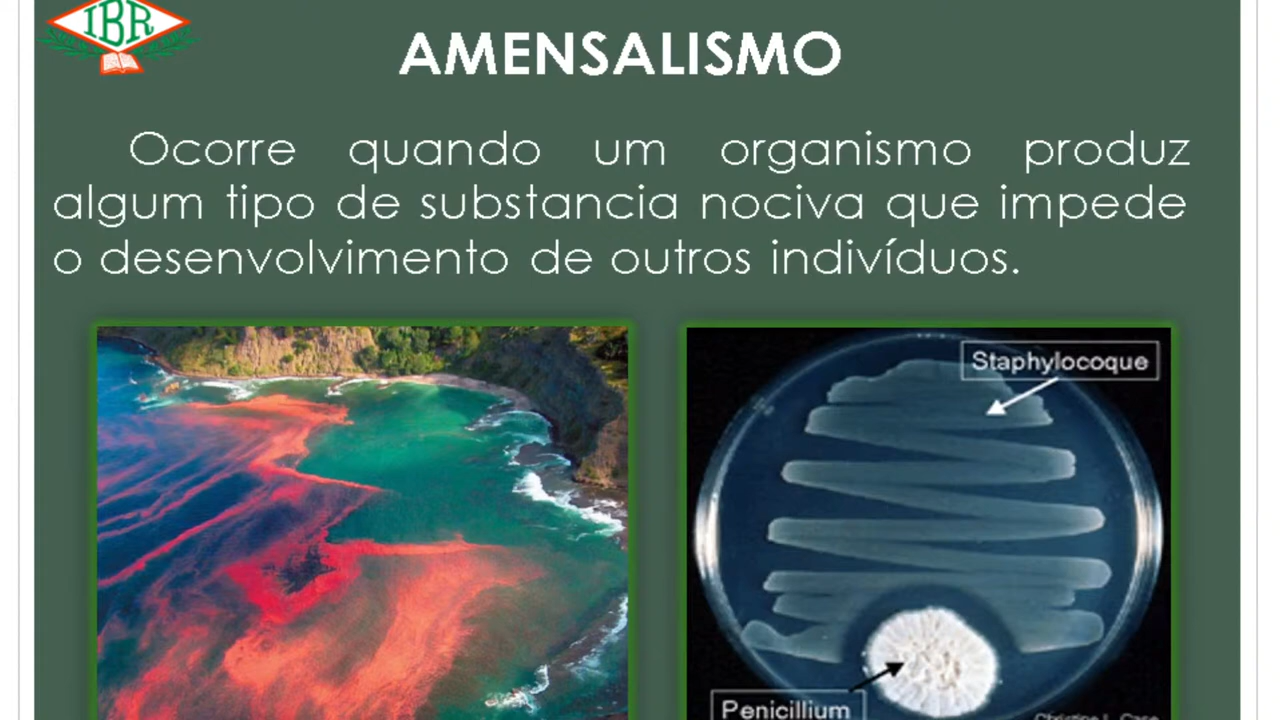 IBR
AMENSALISMO
Ocorre quando um organismo produz
algum tipo de substancia nociva que impede
o desenvolvimento de outros indivíduos.
Staphylocoque
Penicillium